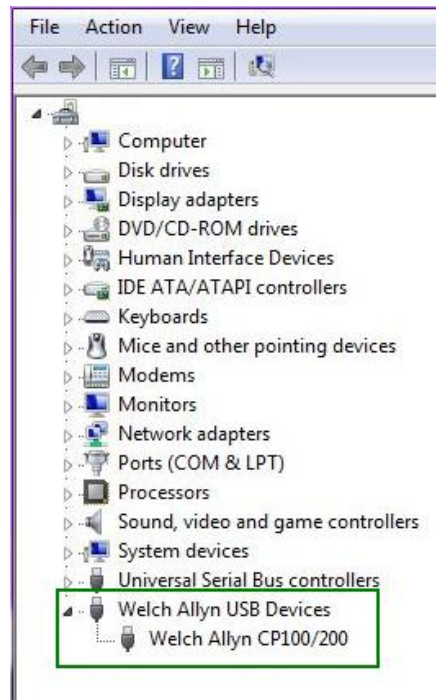 File Action View Help
Computer
Disk drives
Display adapters
DVD/CD-ROM drives
Human Interface Devices
IDE ATA/ATAPI controllers
Keyboards
Mice and other pointing devices
Modems
Monitors
Network adapters
Ports (COM & LPT)
Processors
Sound, video and game controllers
System devices
Universal Serial Bus controllers
Welch Allyn USB Devices
Welch Allyn CP100/200